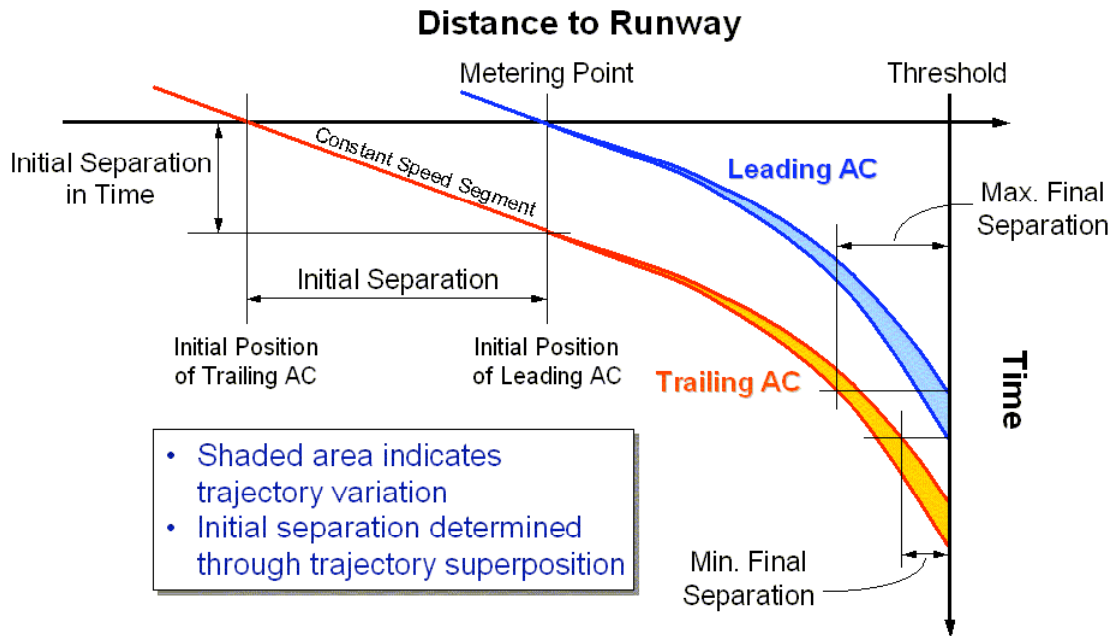 Distance to Runway
Metering Point
Threshold
Initial Separation
in Time
Constant Speed Segment
Leading AC
Max. Final
Separation
Initial Separation
Initial Position
of Trailing AC
Initial Position
of Leading AC
Trailing AC
Time
• Shaded area indicates
trajectory variation
• Initial separation determined
through trajectory superposition
Min. Final
Separation